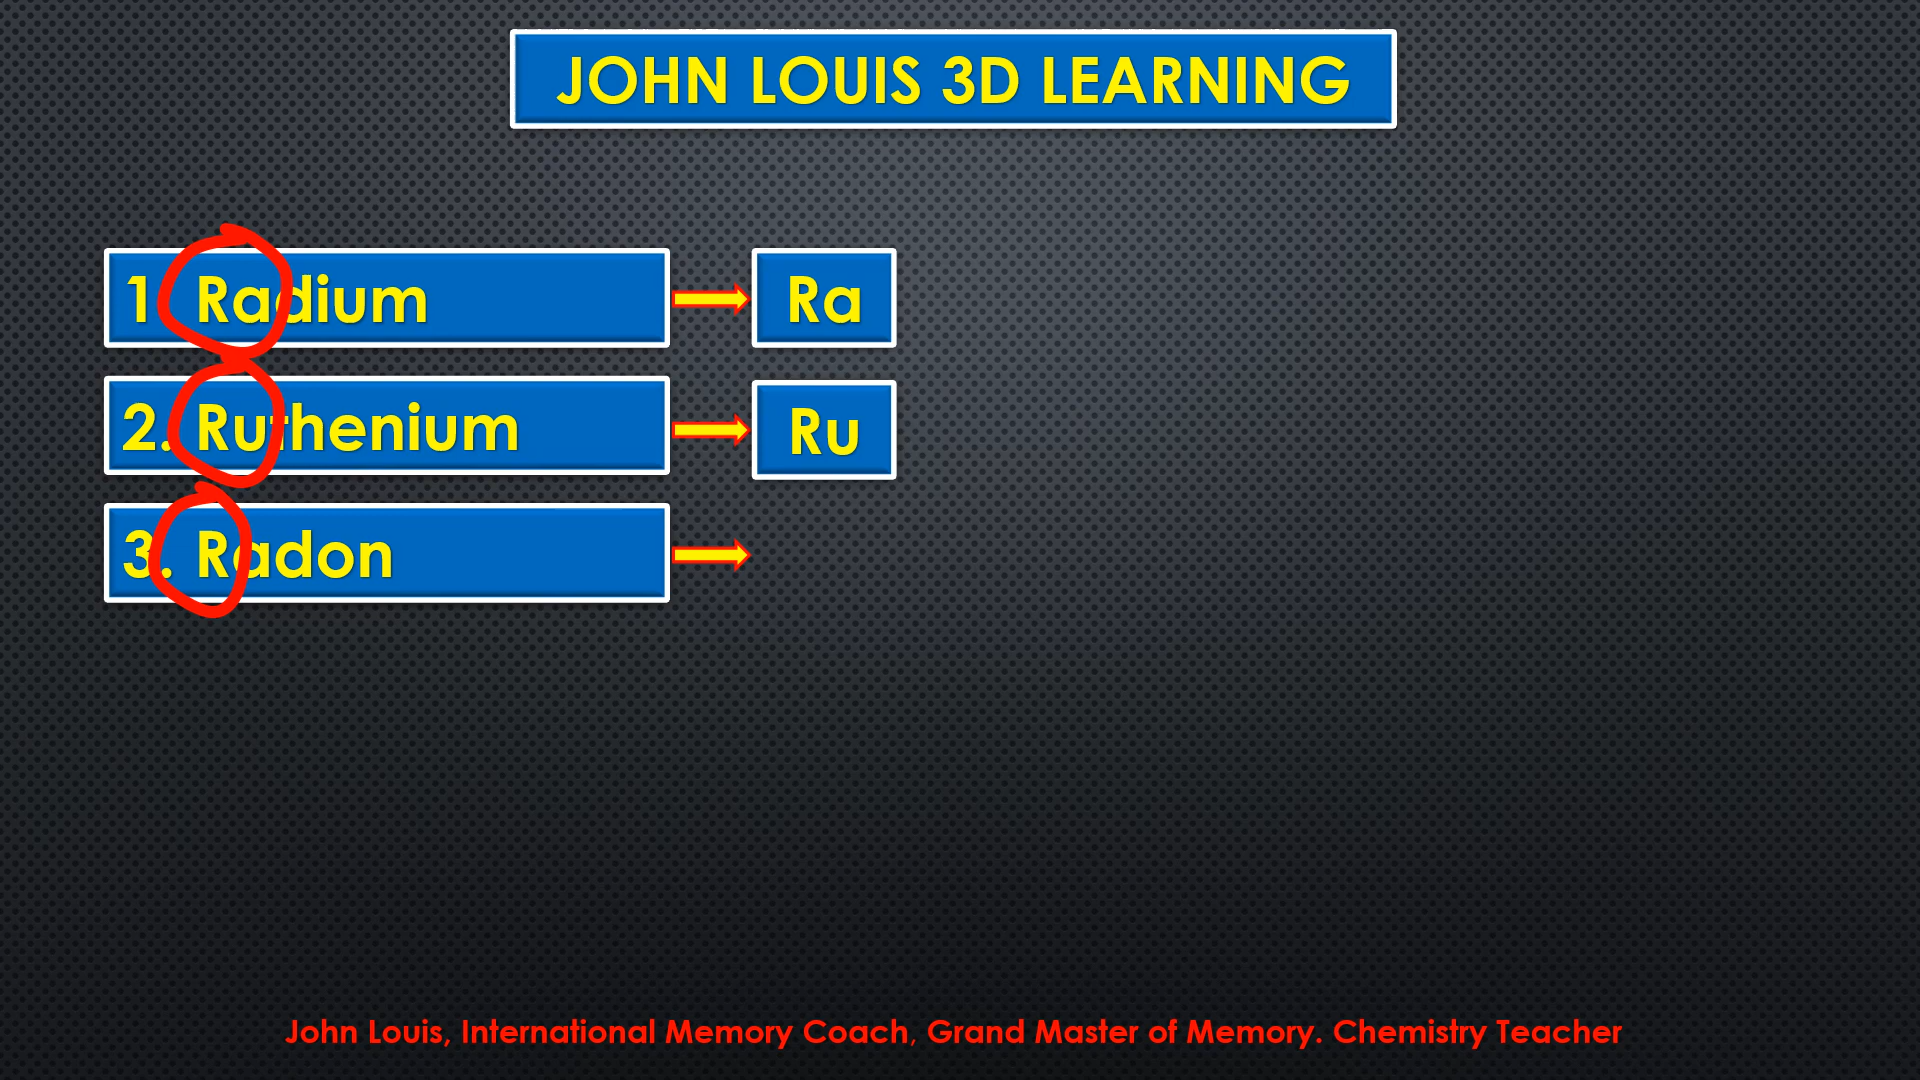 JOHN LOUIS 3D LEARNING
1. Radium
Ra
2. Ruthenium
Ru
3. Radon
John Louis, International Memory Coach, Grand Master of Memory. Chemistry Teacher